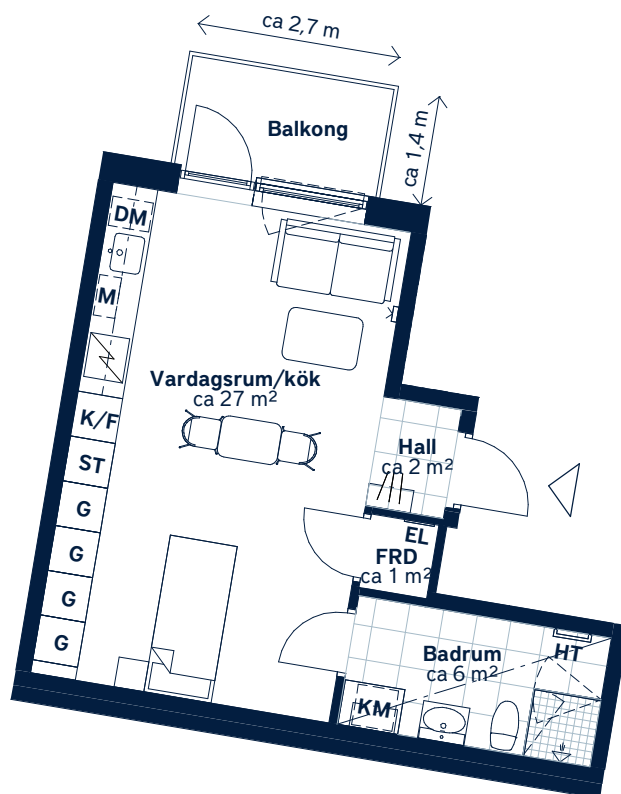 ca 2,7 m
Balkong
ca 1,4 m
DM
M
Vardagsrum/kök
ca 27 m²
K/F
ST
G
G
G
G
Hall
ca 2 m²
EL
FRD
ca 1 m²
Badrum
ca 6 m²
HT
KM